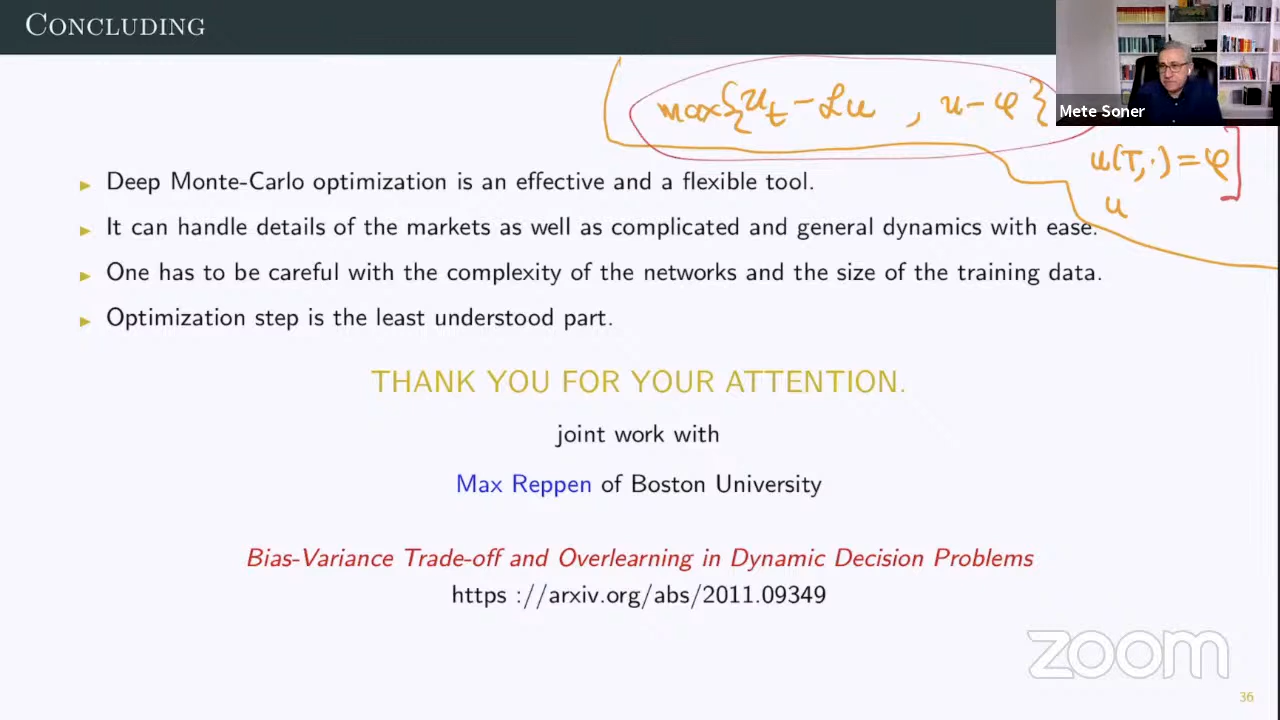 CONCLUDING
max{u_t − ℒu , u − φ}
Mete Soner
u(T,·) = φ
u
▶ Deep Monte-Carlo optimization is an effective and a flexible tool.
▶ It can handle details of the markets as well as complicated and general dynamics with ease.
▶ One has to be careful with the complexity of the networks and the size of the training data.
▶ Optimization step is the least understood part.
THANK YOU FOR YOUR ATTENTION.
joint work with
Max Reppen of Boston University
Bias-Variance Trade-off and Overlearning in Dynamic Decision Problems
https ://arxiv.org/abs/2011.09349
zoom
36